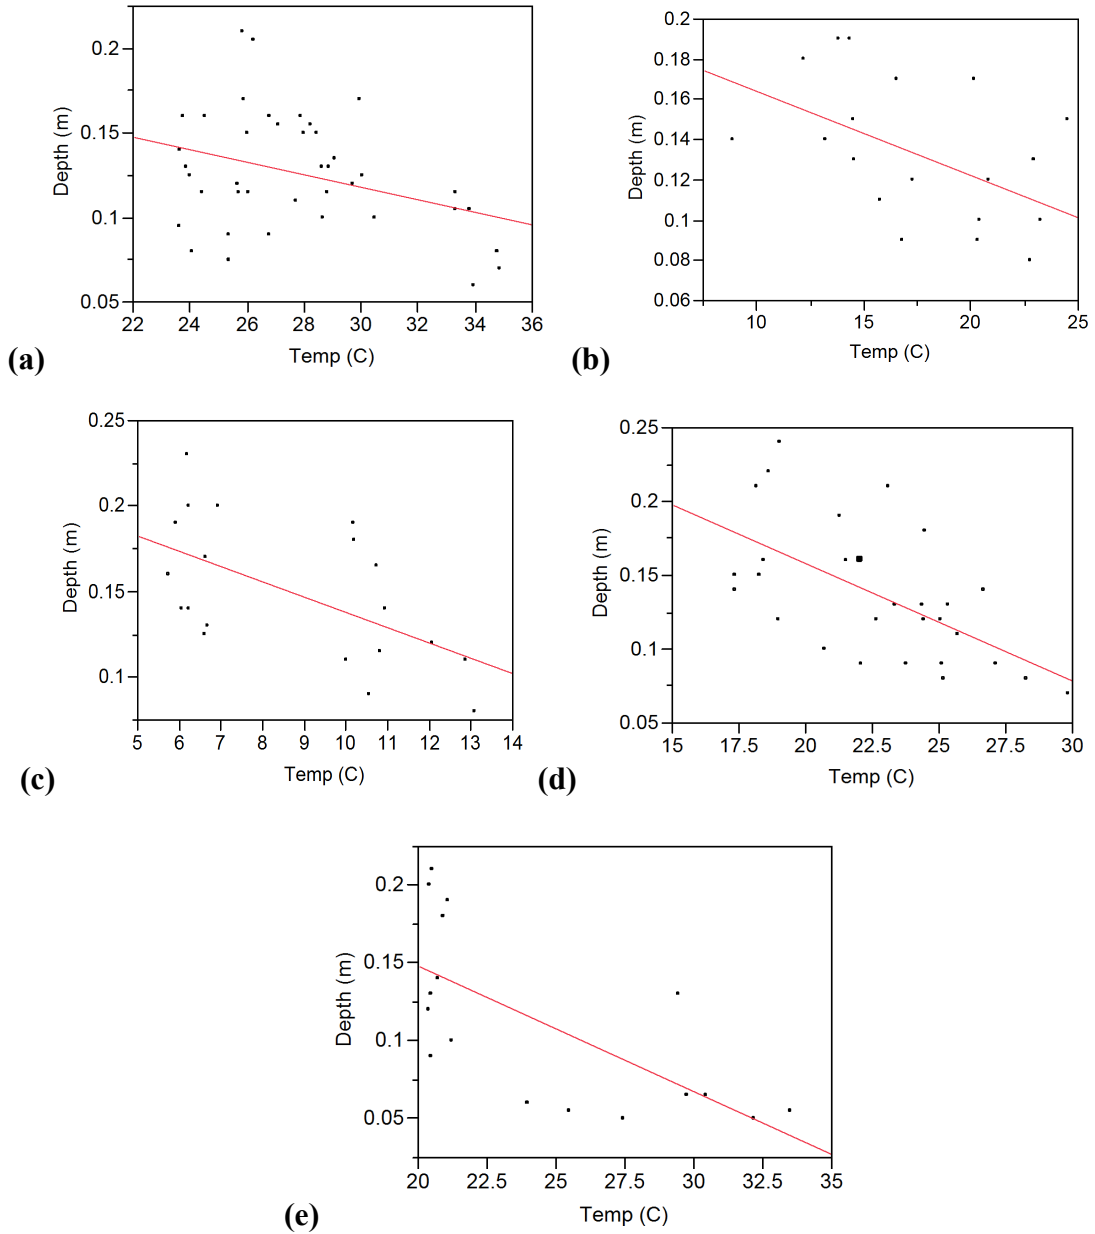 0.2
0.15
0.1
0.05
Depth (m)
22 24 26 28 30 32 34 36
Temp (C)
(a)
0.2
0.18
0.16
0.14
0.12
0.1
0.08
0.06
Depth (m)
10 15 20 25
Temp (C)
(b)
0.25
0.2
0.15
0.1
Depth (m)
5 6 7 8 9 10 11 12 13 14
Temp (C)
(c)
0.25
0.2
0.15
0.1
0.05
Depth (m)
15 17.5 20 22.5 25 27.5 30
Temp (C)
(d)
0.2
0.15
0.1
0.05
Depth (m)
20 22.5 25 27.5 30 32.5 35
Temp (C)
(e)